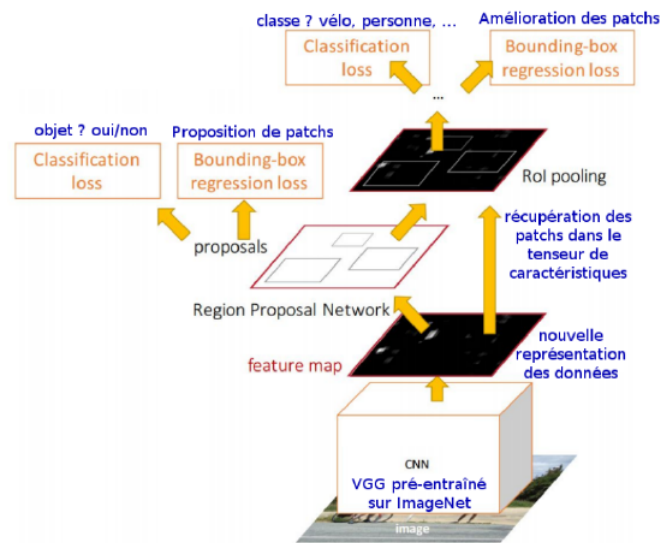 classe ? vélo, personne, ...
Amélioration des patchs
Classification
loss
Bounding-box
regression loss
...
objet ? oui/non
Proposition de patchs
Classification
loss
Bounding-box
regression loss
RoI pooling
proposals
récupération des
patchs dans le
tenseur de
caractéristiques
Region Proposal Network
nouvelle
représentation
des données
feature map
CNN
VGG pré-entraîné
sur ImageNet
image